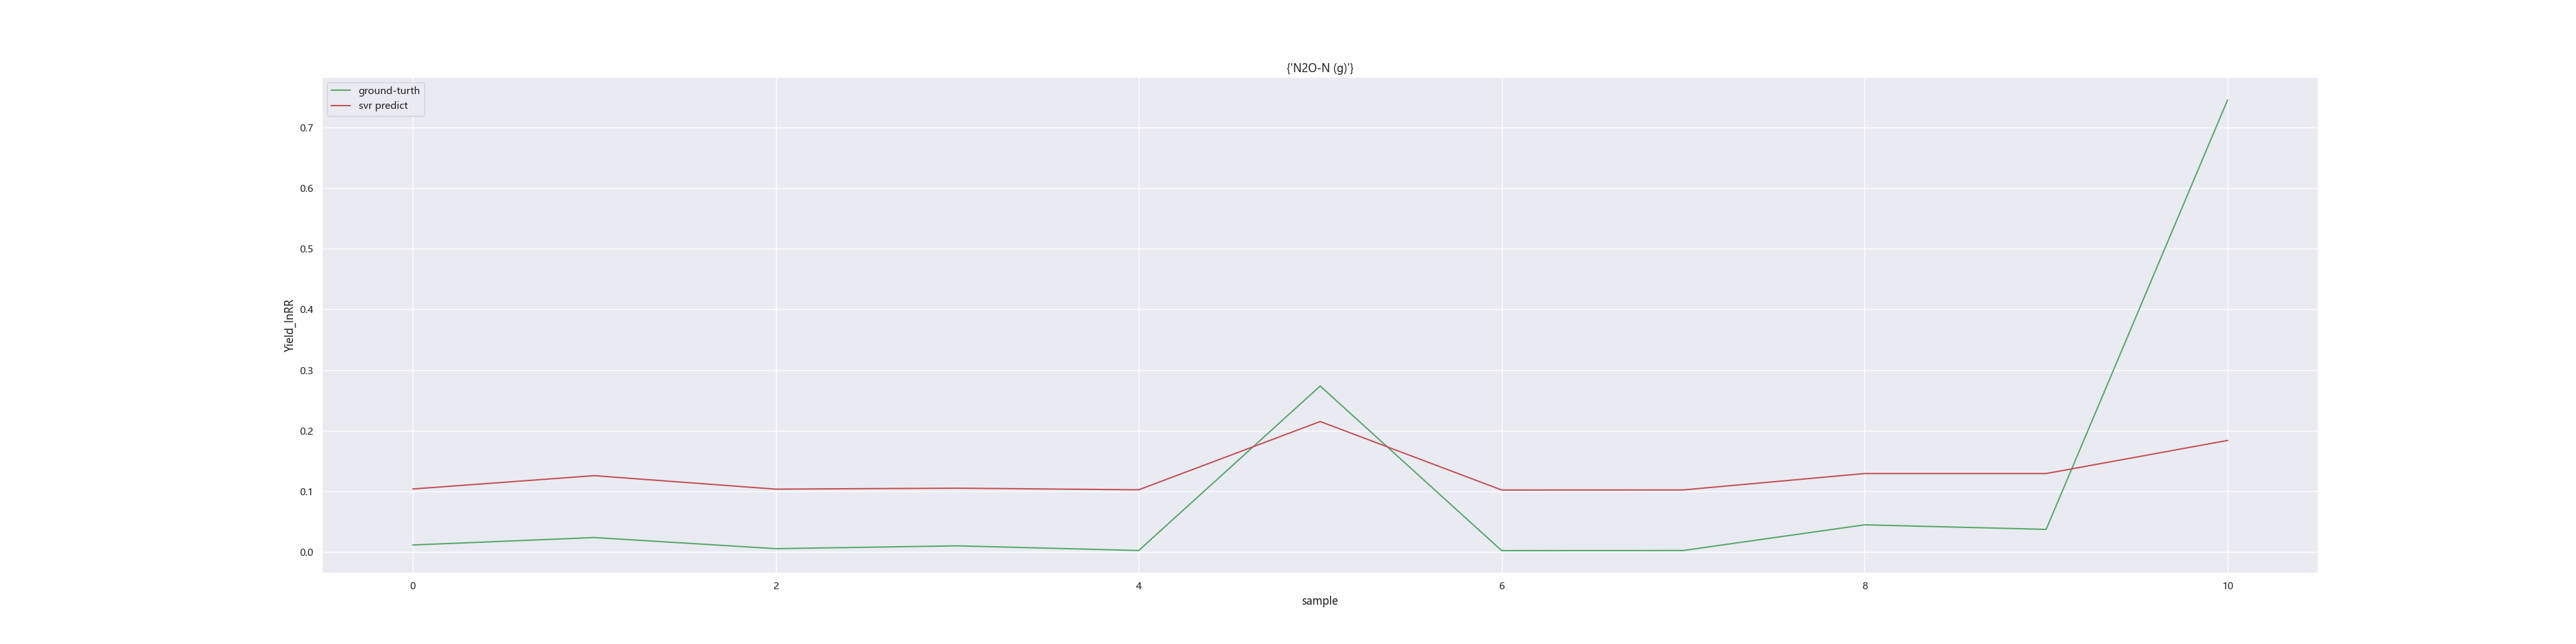 {'N2O-N (g)'}
ground-turth
svr predict
Yield_lnRR
0.7
0.6
0.5
0.4
0.3
0.2
0.1
0.0
0 2 4 6 8 10
sample